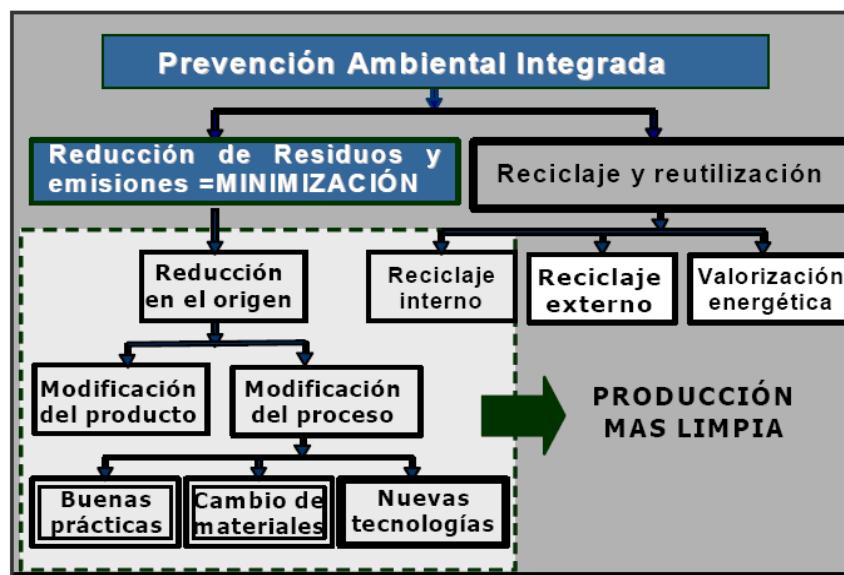 Prevención Ambiental Integrada
Reducción de Residuos y
emisiones =MINIMIZACIÓN
Reciclaje y reutilización
Reducción
en el origen
Reciclaje
interno
Reciclaje
externo
Valorización
energética
Modificación
del producto
Modificación
del proceso
PRODUCCIÓN
MAS LIMPIA
Buenas
prácticas
Cambio de
materiales
Nuevas
tecnologías